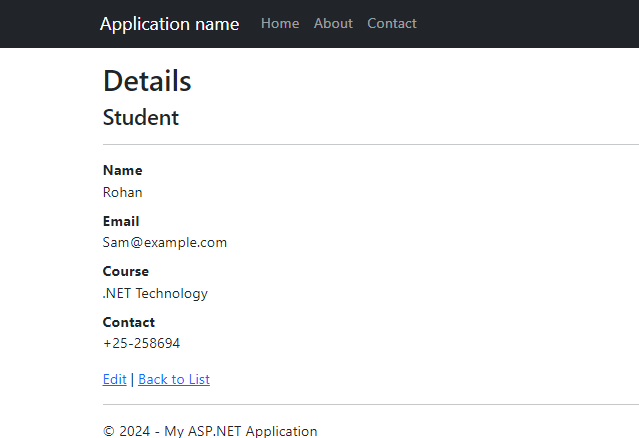 Application name Home About Contact
Details
Student
Name
Rohan
Email
Sam@example.com
Course
.NET Technology
Contact
+25-258694
Edit | Back to List
© 2024 - My ASP.NET Application